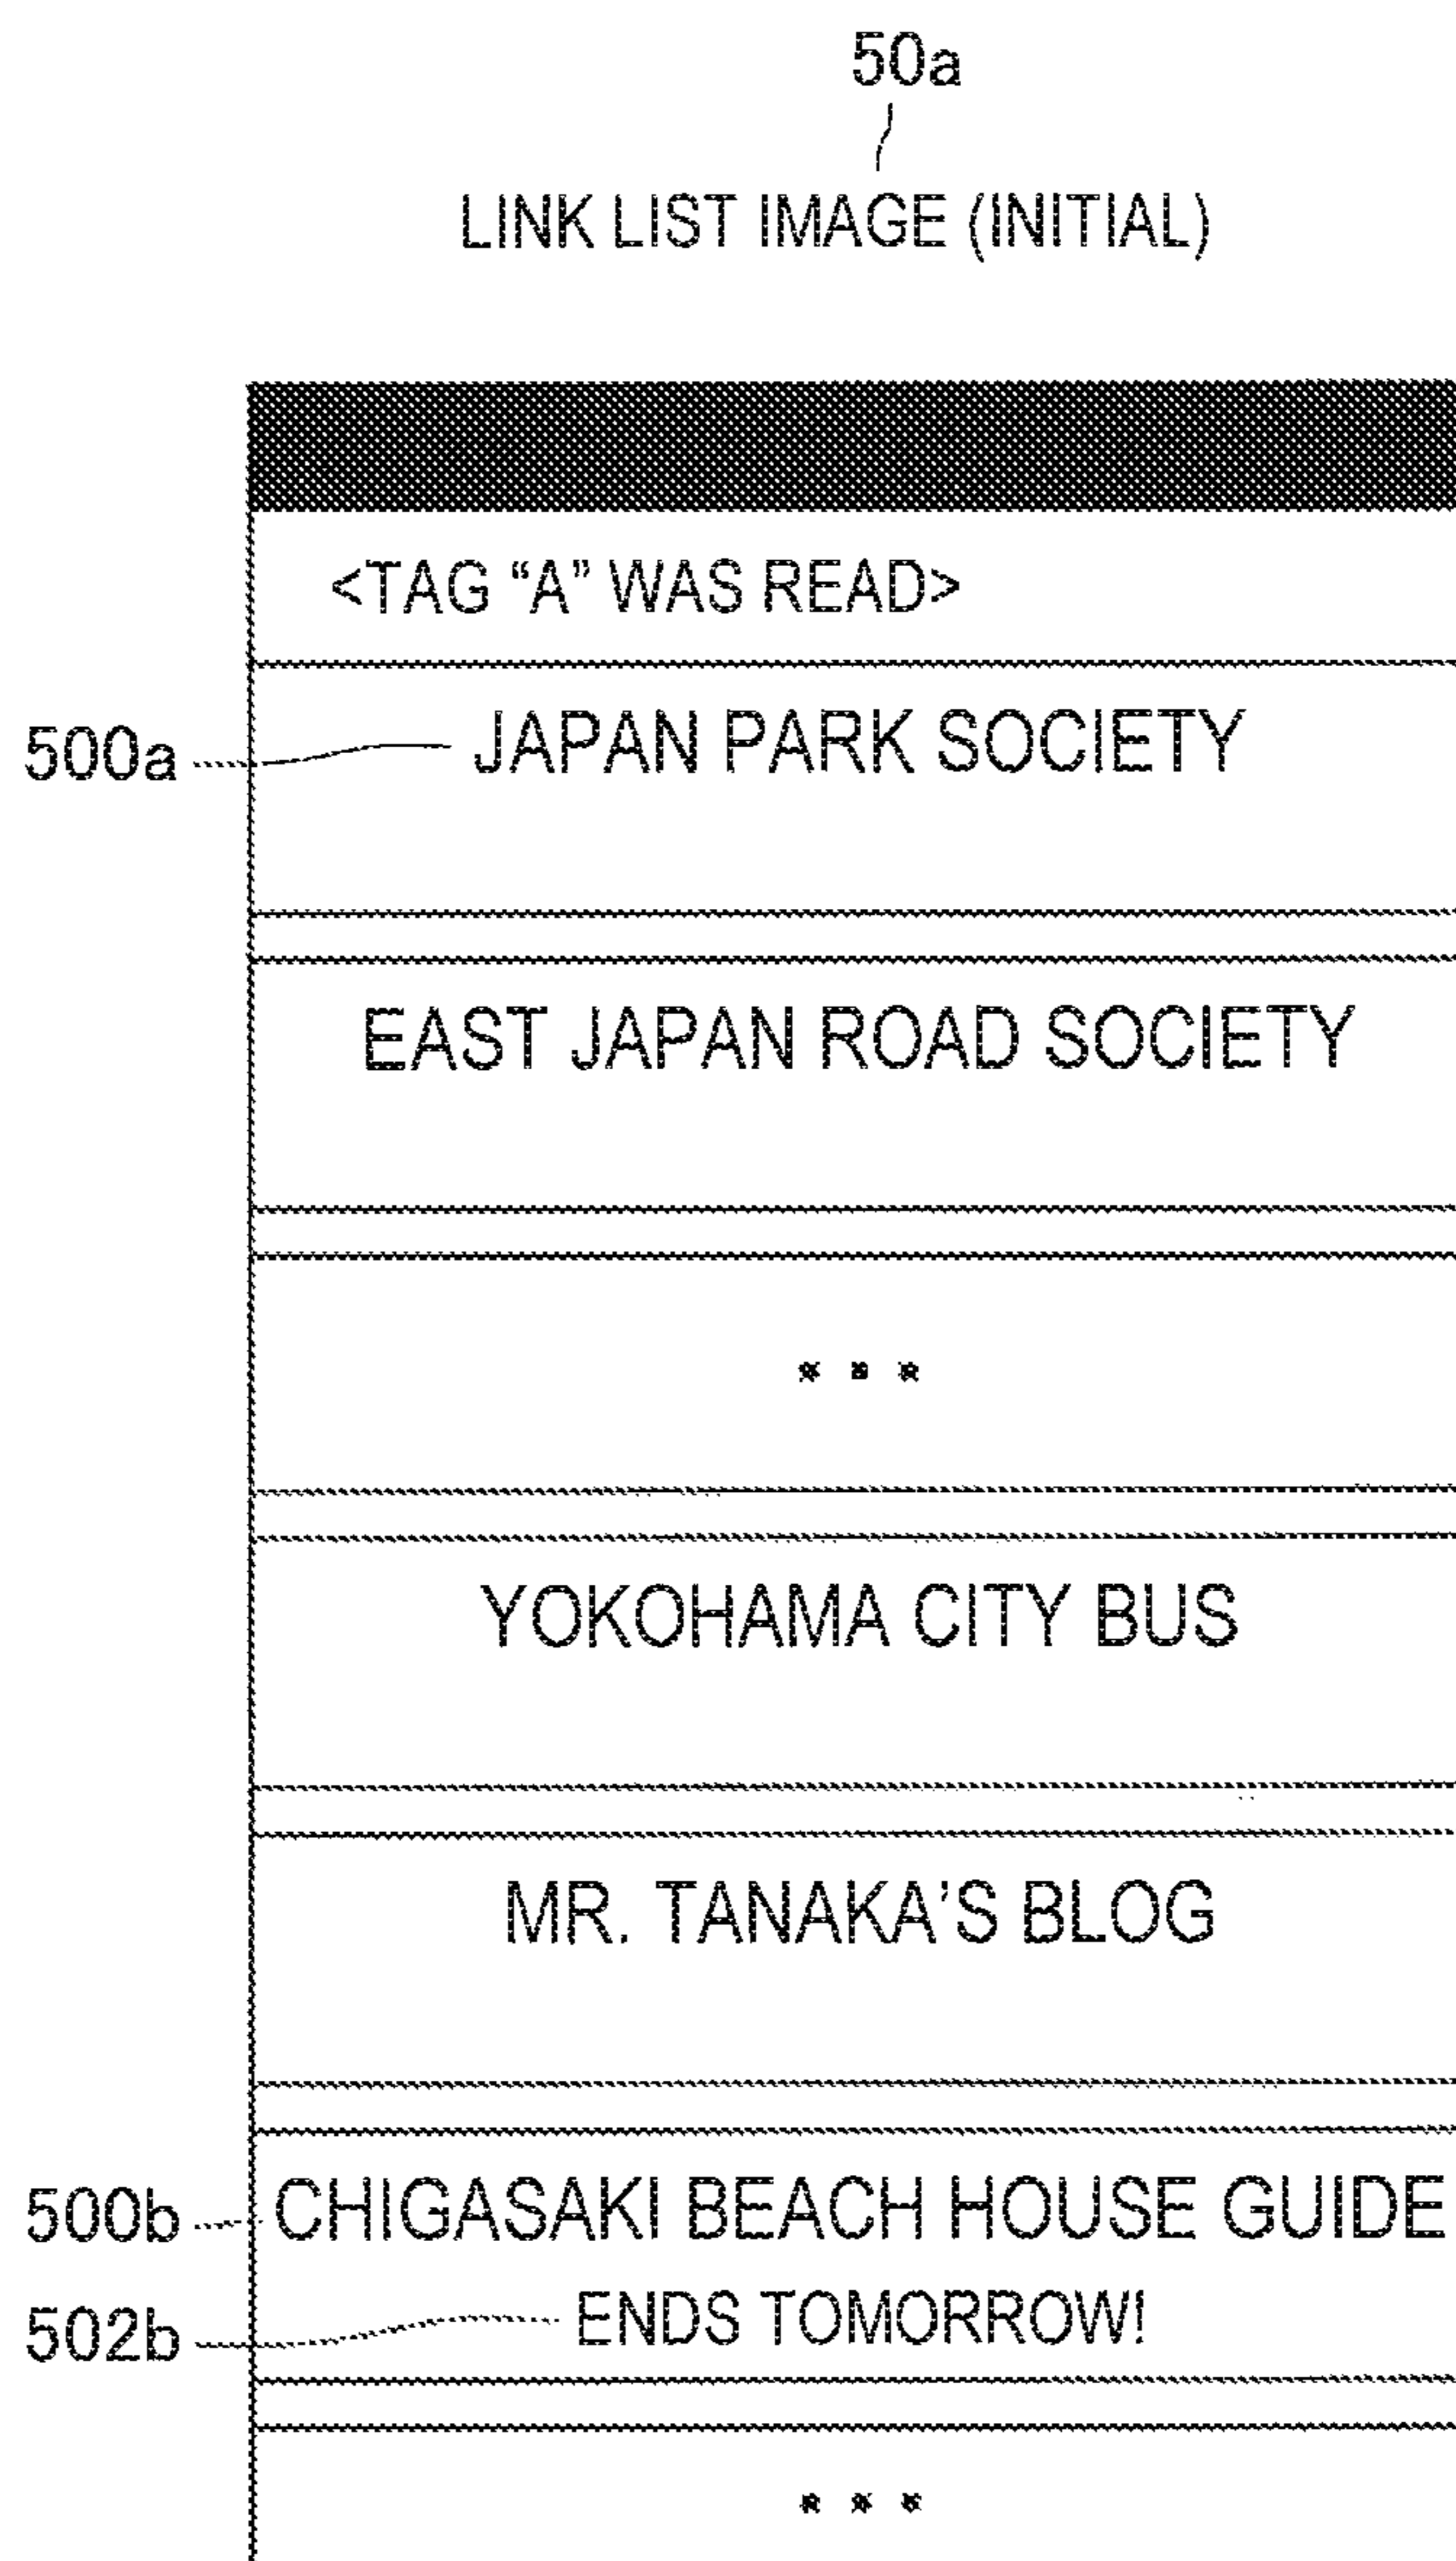 50a
LINK LIST IMAGE (INITIAL)
<TAG “A” WAS READ>
500a JAPAN PARK SOCIETY
EAST JAPAN ROAD SOCIETY
• • •
YOKOHAMA CITY BUS
MR. TANAKA’S BLOG
500b CHIGASAKI BEACH HOUSE GUIDE
502b ENDS TOMORROW!
• • •